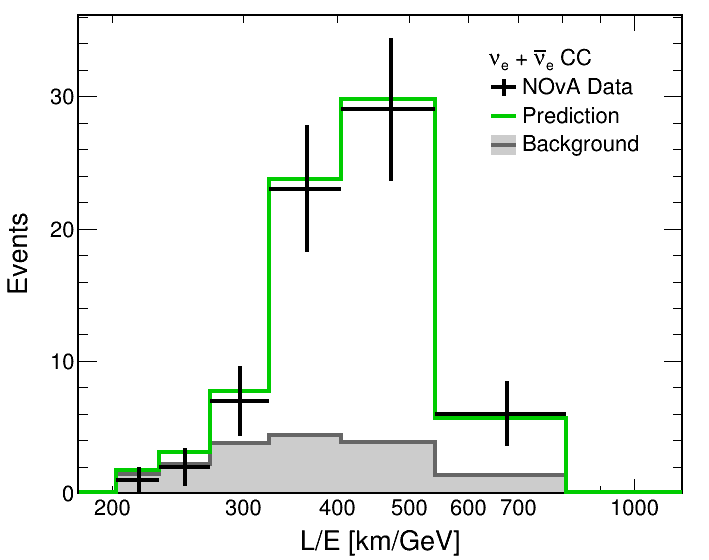 νₑ + ν̅ₑ CC
NOvA Data
Prediction
Background
Events
30
20
10
0
200 300 400 500 600 700 1000
L/E [km/GeV]